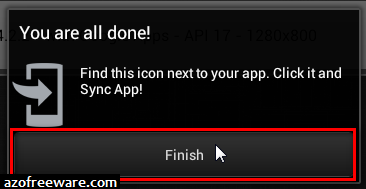 You are all done!
Find this icon next to your app. Click it and
Sync App!
Finish
azofreeware.com